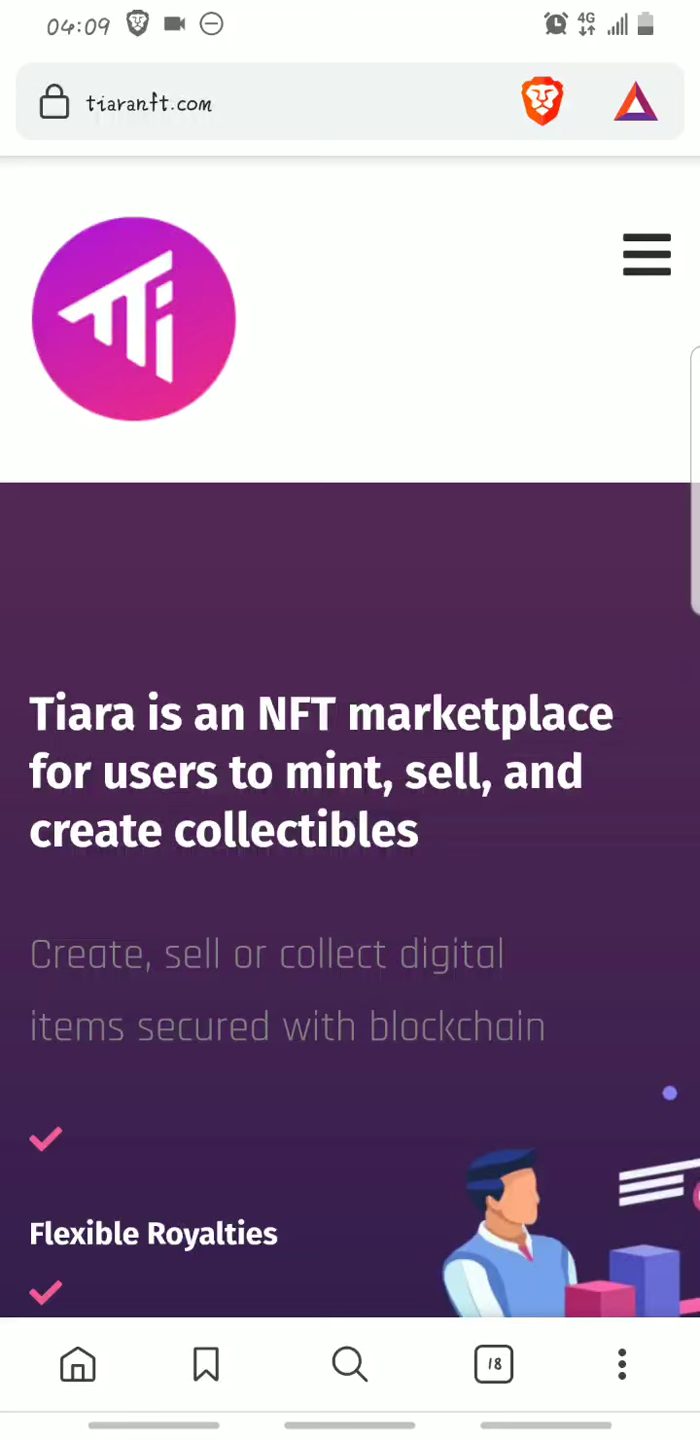 04:09
4G
tiaranft.com
Tiara is an NFT marketplace
for users to mint, sell, and
create collectibles
Create, sell or collect digital
items secured with blockchain
Flexible Royalties
18